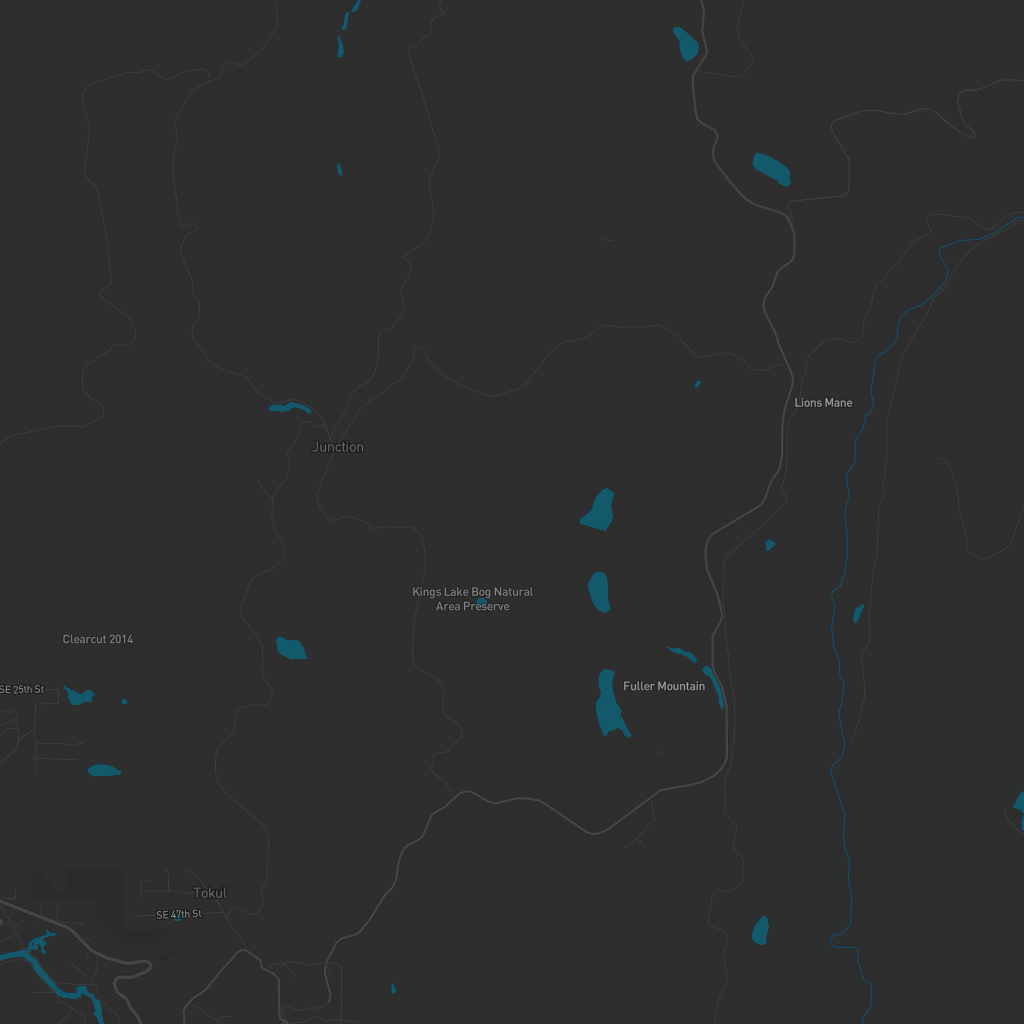 Lions Mane
Junction
Kings Lake Bog Natural
Area Preserve
Clearcut 2014
SE 25th St
Fuller Mountain
Tokul
SE 47th St